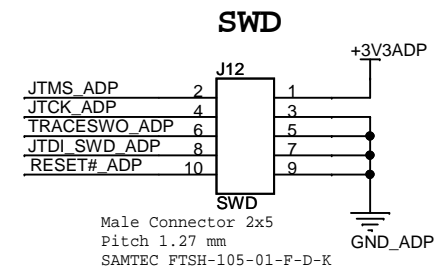 SWD
+3V3ADP
J12
JTMS_ADP 2 1
JTCK_ADP 4 3
TRACESWO_ADP 6 5
JTDI_SWD_ADP 8 7
RESET#_ADP 10 9
SWD
Male Connector 2x5
Pitch 1.27 mm
GND_ADP
SAMTEC FTSH-105-01-F-D-K